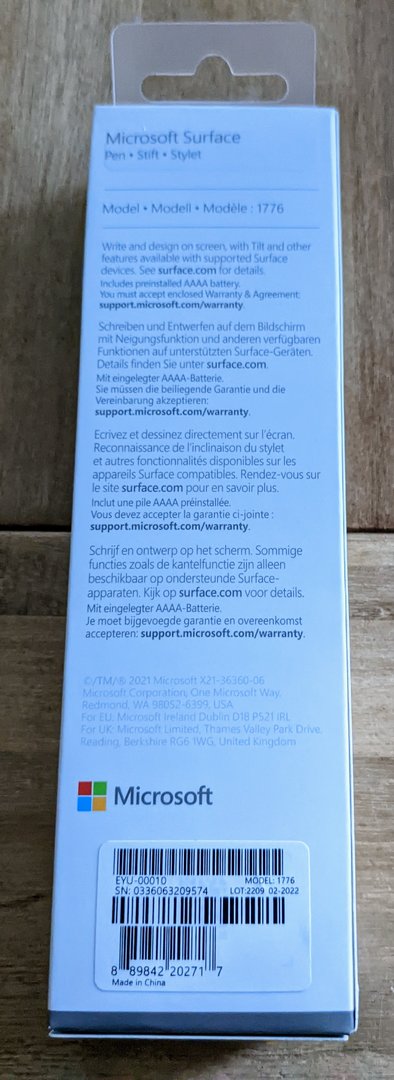 Microsoft Surface
Pen • Stift • Stylet
Model • Modell • Modèle : 1776
Write and design on screen, with Tilt and other
features available with supported Surface
devices. See surface.com for details.
Includes preinstalled AAAA battery.
You must accept enclosed Warranty & Agreement:
support.microsoft.com/warranty.
Schreiben und Entwerfen auf dem Bildschirm
mit Neigungsfunktion und anderen verfügbaren
Funktionen auf unterstützten Surface-Geräten.
Details finden Sie unter surface.com.
Mit eingelegter AAAA-Batterie.
Sie müssen die beiliegende Garantie und die
Vereinbarung akzeptieren:
support.microsoft.com/warranty.
Ecrivez et dessinez directement sur l'écran.
Reconnaissance de l'inclinaison du stylet
et autres fonctionnalités disponibles sur les
appareils Surface compatibles. Rendez-vous sur
le site surface.com pour en savoir plus.
Inclut une pile AAAA préinstallée.
Vous devez accepter la garantie ci-jointe :
support.microsoft.com/warranty.
Schrijf en ontwerp op het scherm. Sommige
functies zoals de kantelfunctie zijn alleen
beschikbaar op ondersteunde Surface-
apparaten. Kijk op surface.com voor details.
Mit eingelegter AAAA-Batterie.
Je moet bijgevoegde garantie en overeenkomst
accepteren: support.microsoft.com/warranty.
©/TM/® 2021 Microsoft X21-36360-06
Microsoft Corporation, One Microsoft Way,
Redmond, WA 98052-6399, USA
For EU: Microsoft Ireland Dublin D18 P521 IRL
For UK: Microsoft Limited, Thames Valley Park Drive,
Reading, Berkshire RG6 1WG, United Kingdom
Microsoft
EYU-00010 MODEL: 1776
SN: 0336063209574 LOT:2209 02-2022
8 89842 20271 7
Made in China